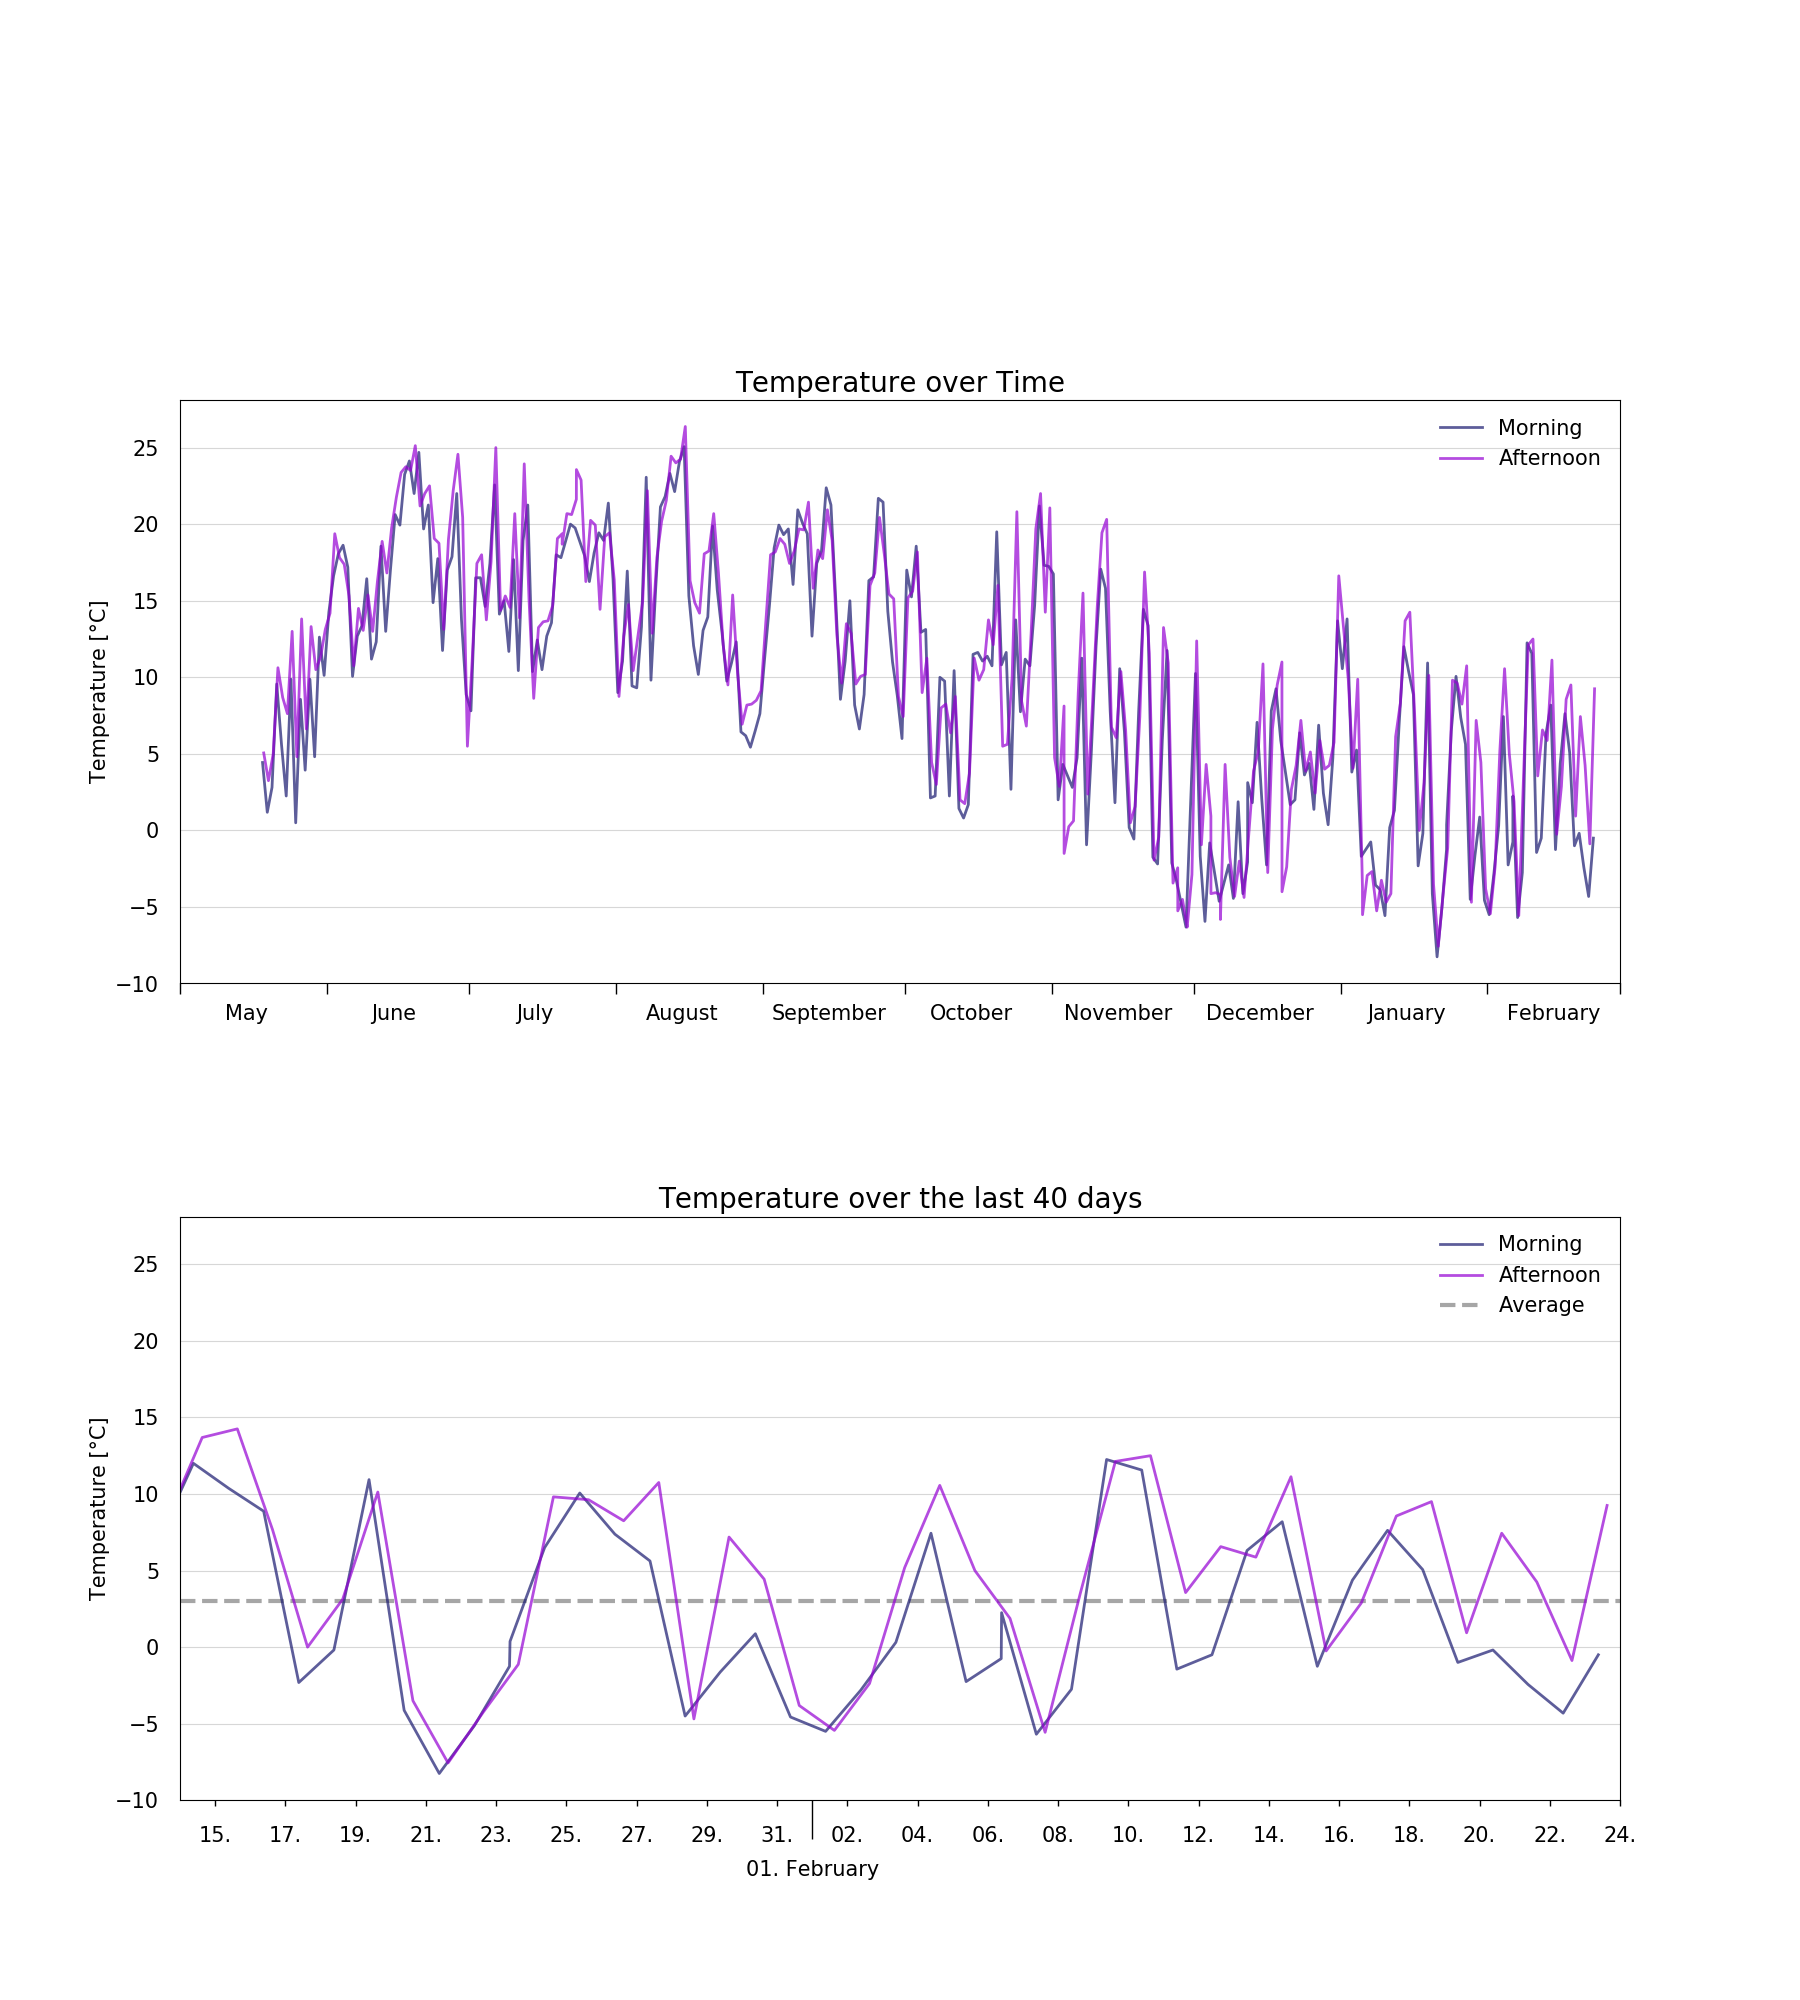 Temperature over Time
Morning
Afternoon
Temperature [°C]
25
20
15
10
5
0
−5
−10
May June July August September October November December January February
Temperature over the last 40 days
Morning
Afternoon
Average
Temperature [°C]
25
20
15
10
5
0
−5
−10
15. 17. 19. 21. 23. 25. 27. 29. 31. 02. 04. 06. 08. 10. 12. 14. 16. 18. 20. 22. 24.
01. February